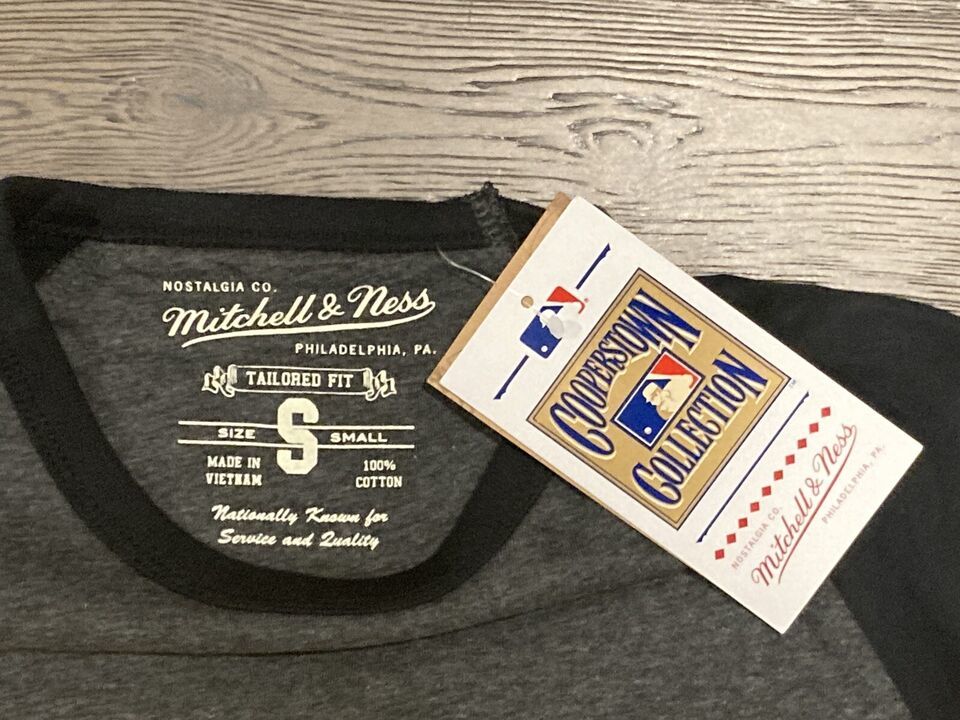 NOSTALGIA CO.
Mitchell & Ness
PHILADELPHIA, PA.
TAILORED FIT
SIZE S SMALL
MADE IN VIETNAM
100% COTTON
Nationally Known for
Service and Quality
COOPERSTOWN
COLLECTION
TM
NOSTALGIA CO.
Mitchell & Ness
PHILADELPHIA, PA.